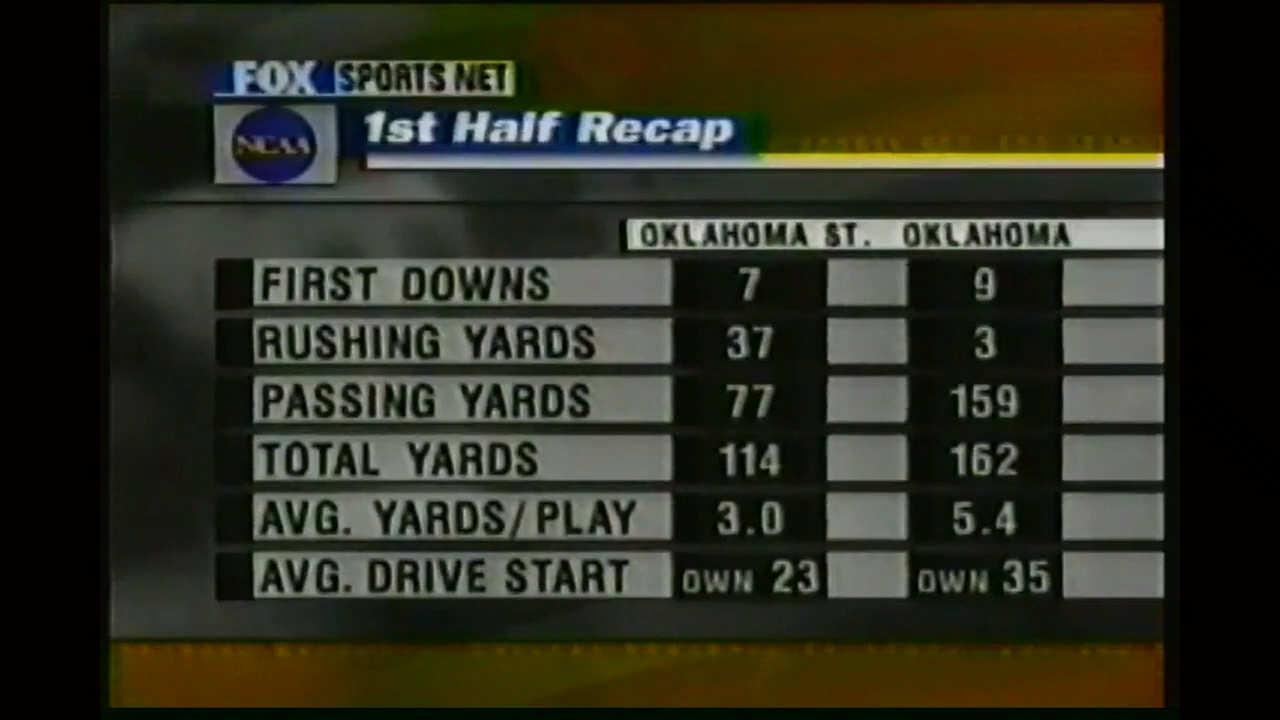 FOX SPORTS NET
NCAA
1st Half Recap
OKLAHOMA ST. OKLAHOMA
FIRST DOWNS 7 9
RUSHING YARDS 37 3
PASSING YARDS 77 159
TOTAL YARDS 114 162
AVG. YARDS/PLAY 3.0 5.4
AVG. DRIVE START OWN 23 OWN 35